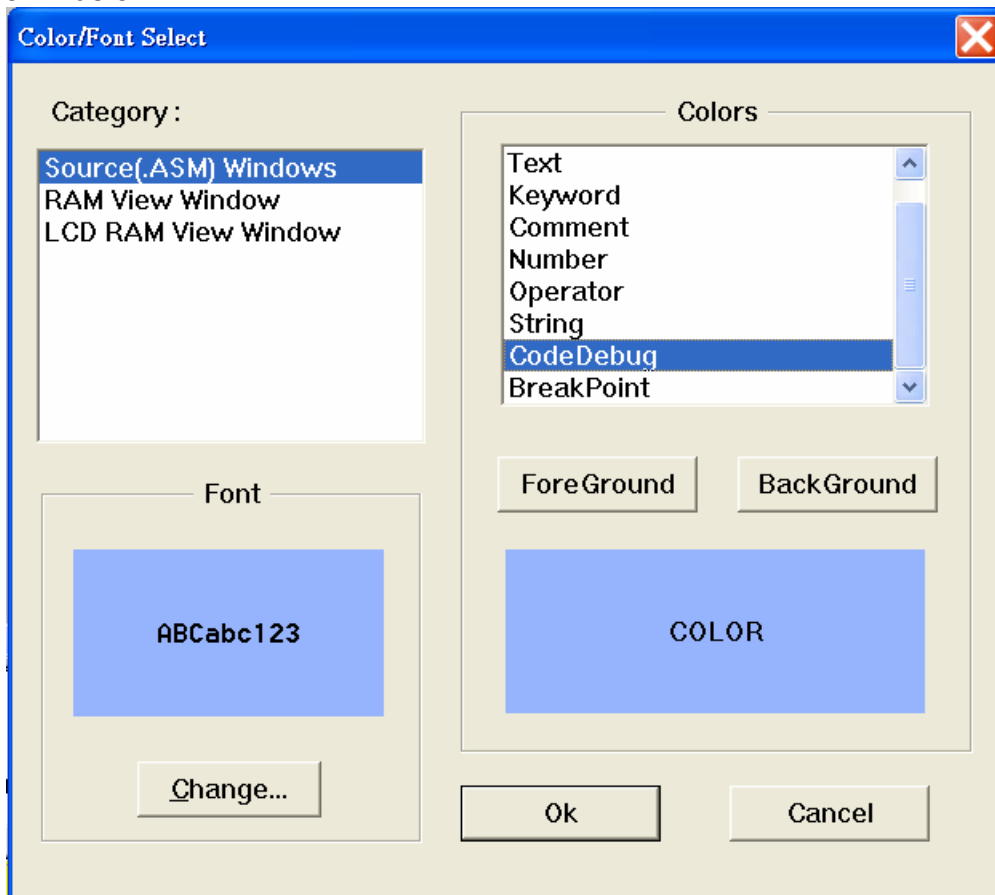 Color/Font Select
Category :
Source(.ASM) Windows
RAM View Window
LCD RAM View Window
Colors
Text
Keyword
Comment
Number
Operator
String
CodeDebug
BreakPoint
ForeGround
BackGround
COLOR
Font
ABCabc123
Change...
Ok
Cancel